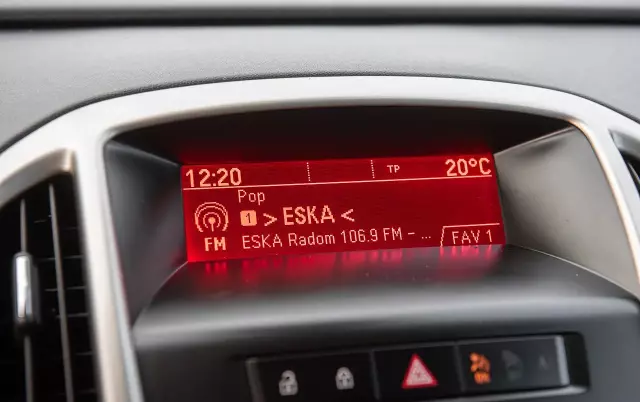 12:20 TP 20°C
Pop
1 > ESKA <
FM ESKA Radom 106.9 FM – ... FAV 1